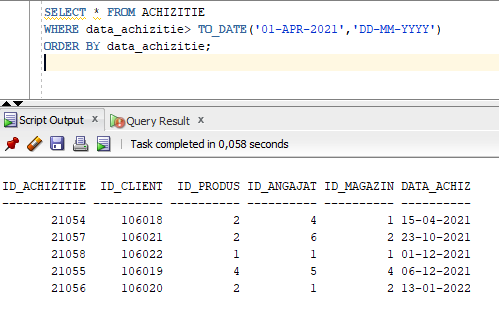 SELECT * FROM ACHIZITIE
WHERE data_achizitie> TO_DATE('01-APR-2021','DD-MM-YYYY')
ORDER BY data_achizitie;
Script Output x Query Result x
Task completed in 0,058 seconds
ID_ACHIZITIE ID_CLIENT ID_PRODUS ID_ANGAJAT ID_MAGAZIN DATA_ACHIZ
------------ ---------- ---------- ---------- ---------- ----------
21054 106018 2 4 1 15-04-2021
21057 106021 2 6 2 23-10-2021
21058 106022 1 1 1 01-12-2021
21055 106019 4 5 4 06-12-2021
21056 106020 2 1 2 13-01-2022